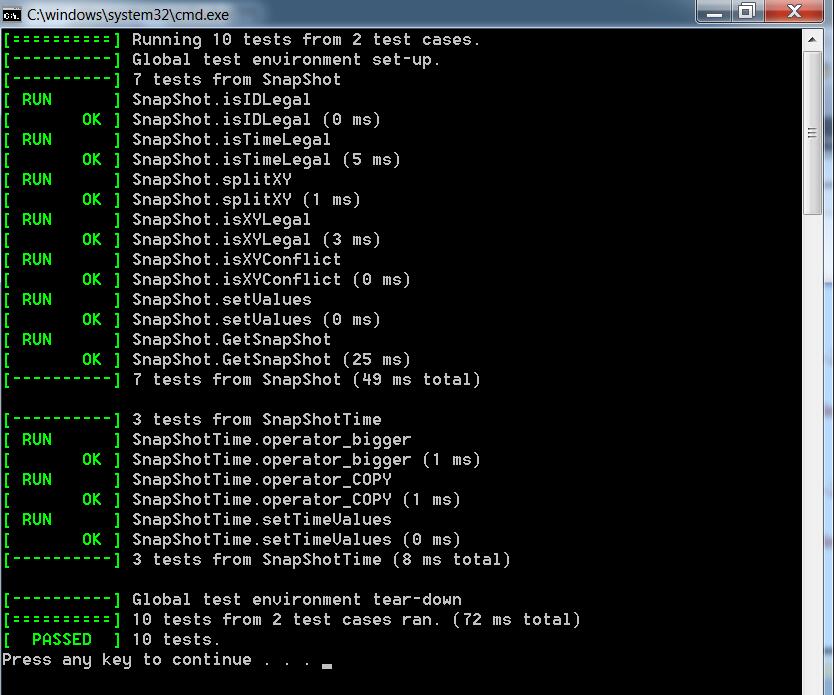 C:\windows\system32\cmd.exe
[==========] Running 10 tests from 2 test cases.
[----------] Global test environment set-up.
[----------] 7 tests from SnapShot
[ RUN      ] SnapShot.isIDLegal
[       OK ] SnapShot.isIDLegal (0 ms)
[ RUN      ] SnapShot.isTimeLegal
[       OK ] SnapShot.isTimeLegal (5 ms)
[ RUN      ] SnapShot.splitXY
[       OK ] SnapShot.splitXY (1 ms)
[ RUN      ] SnapShot.isXYLegal
[       OK ] SnapShot.isXYLegal (3 ms)
[ RUN      ] SnapShot.isXYConflict
[       OK ] SnapShot.isXYConflict (0 ms)
[ RUN      ] SnapShot.setValues
[       OK ] SnapShot.setValues (0 ms)
[ RUN      ] SnapShot.GetSnapShot
[       OK ] SnapShot.GetSnapShot (25 ms)
[----------] 7 tests from SnapShot (49 ms total)
[----------] 3 tests from SnapShotTime
[ RUN      ] SnapShotTime.operator_bigger
[       OK ] SnapShotTime.operator_bigger (1 ms)
[ RUN      ] SnapShotTime.operator_COPY
[       OK ] SnapShotTime.operator_COPY (1 ms)
[ RUN      ] SnapShotTime.setTimeValues
[       OK ] SnapShotTime.setTimeValues (0 ms)
[----------] 3 tests from SnapShotTime (8 ms total)
[----------] Global test environment tear-down
[==========] 10 tests from 2 test cases ran. (72 ms total)
[  PASSED  ] 10 tests.
Press any key to continue . . . _